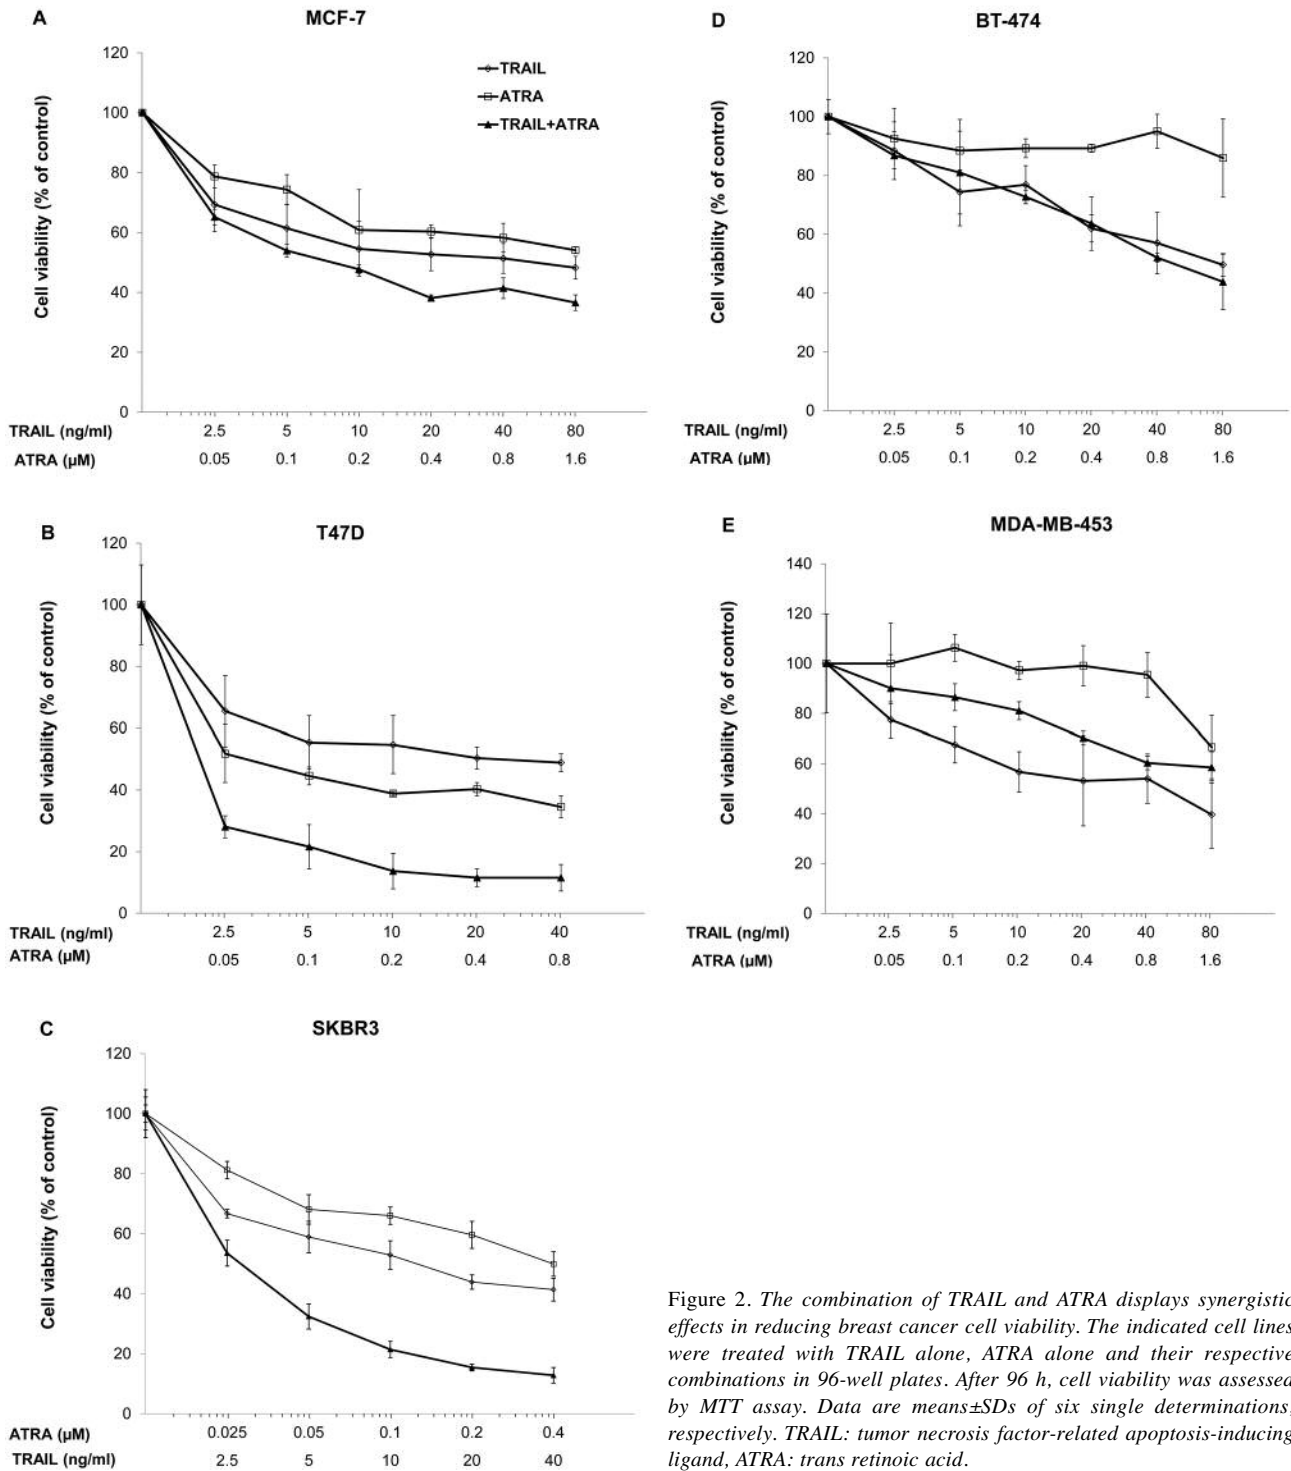 A
MCF-7
120
100
80
60
40
20
0
Cell viability (% of control)
TRAIL
ATRA
TRAIL+ATRA
TRAIL (ng/ml) 2.5 5 10 20 40 80
ATRA (µM) 0.05 0.1 0.2 0.4 0.8 1.6
B
T47D
120
100
80
60
40
20
0
Cell viability (% of control)
TRAIL (ng/ml) 2.5 5 10 20 40
ATRA (µM) 0.05 0.1 0.2 0.4 0.8
C
SKBR3
120
100
80
60
40
20
0
Cell viability (% of control)
ATRA (µM) 0.025 0.05 0.1 0.2 0.4
TRAIL (ng/ml) 2.5 5 10 20 40
D
BT-474
120
100
80
60
40
20
0
Cell viability (% of control)
TRAIL (ng/ml) 2.5 5 10 20 40 80
ATRA (µM) 0.05 0.1 0.2 0.4 0.8 1.6
E
MDA-MB-453
140
120
100
80
60
40
20
0
Cell viability (% of control)
TRAIL (ng/ml) 2.5 5 10 20 40 80
ATRA (µM) 0.05 0.1 0.2 0.4 0.8 1.6
Figure 2. The combination of TRAIL and ATRA displays synergistic
effects in reducing breast cancer cell viability. The indicated cell lines
were treated with TRAIL alone, ATRA alone and their respective
combinations in 96-well plates. After 96 h, cell viability was assessed
by MTT assay. Data are means±SDs of six single determinations,
respectively. TRAIL: tumor necrosis factor-related apoptosis-inducing
ligand, ATRA: trans retinoic acid.